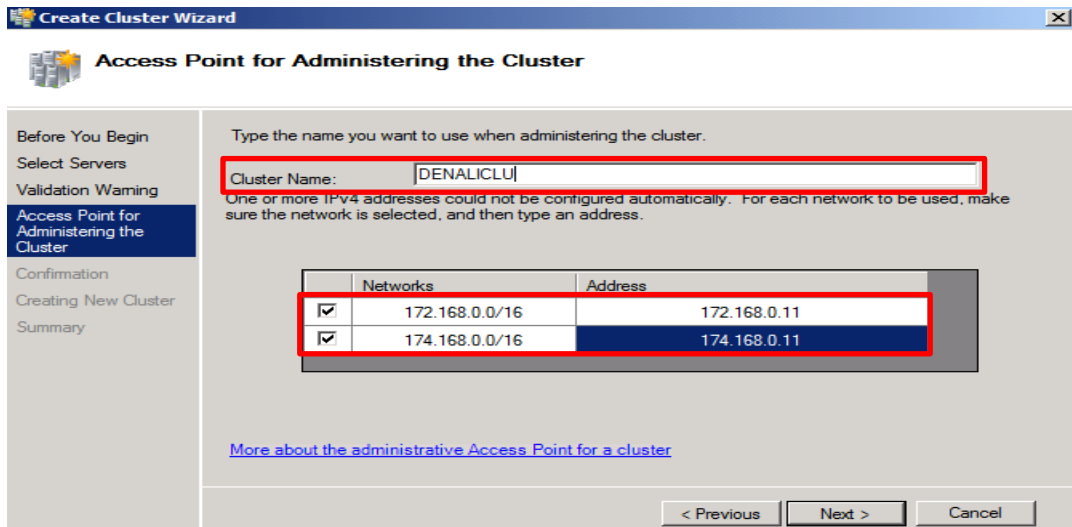 Create Cluster Wizard
Access Point for Administering the Cluster
Before You Begin
Select Servers
Validation Warning
Access Point for
Administering the
Cluster
Confirmation
Creating New Cluster
Summary
Type the name you want to use when administering the cluster.
Cluster Name: DENALICLU
One or more IPv4 addresses could not be configured automatically. For each network to be used, make
sure the network is selected, and then type an address.
Networks Address
172.168.0.0/16 172.168.0.11
174.168.0.0/16 174.168.0.11
More about the administrative Access Point for a cluster
< Previous Next > Cancel